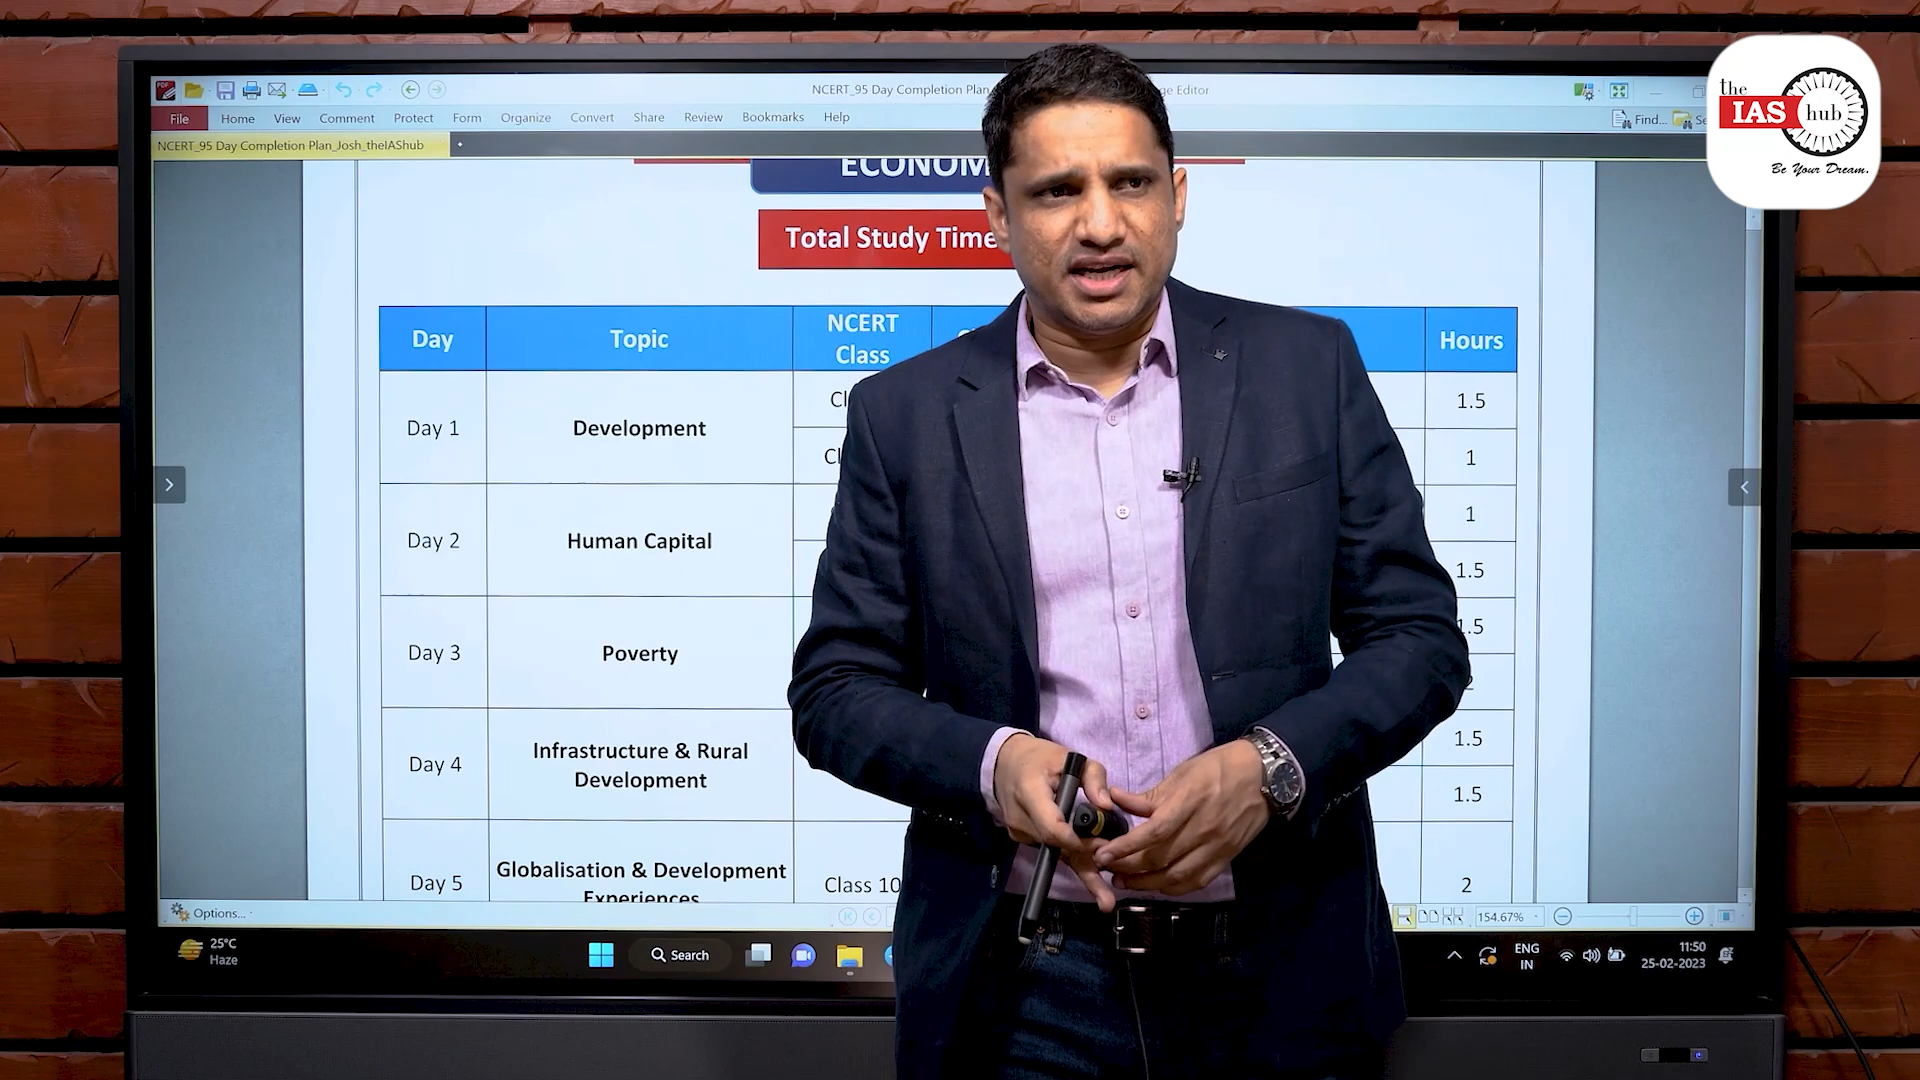 the
IAS hub
Be Your Dream.
NCERT_95 Day Completion Plan
ge Editor
File Home View Comment Protect Form Organize Convert Share Review Bookmarks Help
Find...
NCERT_95 Day Completion Plan_Josh_theIAShub
ECONOM
Total Study Time
Day Topic NCERT Class Hours
Day 1 Development 1.5
1
Day 2 Human Capital 1
1.5
Day 3 Poverty 1.5
2
Day 4 Infrastructure & Rural Development 1.5
1.5
Day 5 Globalisation & Development Experiences Class 10 2
Options...
154.67%
25°C
Haze
Search
ENG
IN
11:50
25-02-2023